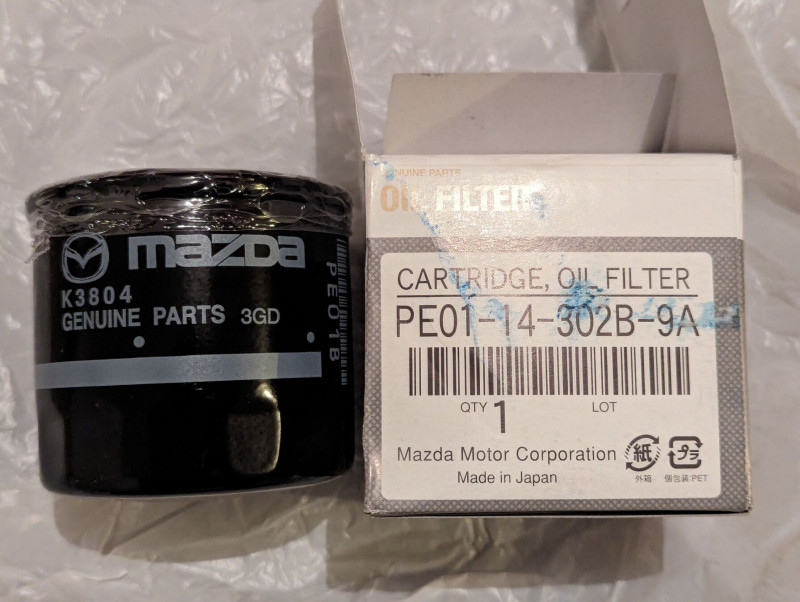 mazda
K3804
GENUINE PARTS 3GD
PE01B
GENUINE PARTS
OIL FILTER
CARTRIDGE, OIL FILTER
PE01-14-302B-9A
QTY 1 LOT
Mazda Motor Corporation
Made in Japan
紙
外箱
プラ
個包装:PET